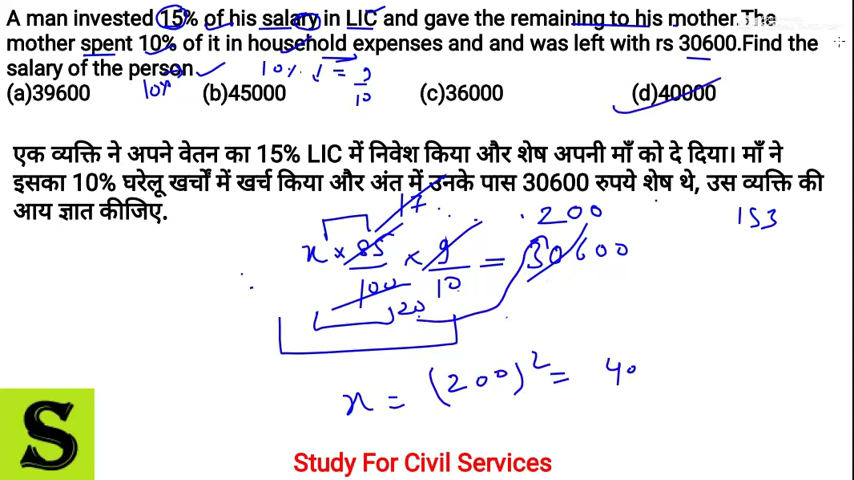 A man invested 15% of his salary in LIC and gave the remaining to his mother.The
mother spent 10% of it in household expenses and and was left with rs 30600.Find the
salary of the person
10% ↓ = 9/10
10%
(a)39600 (b)45000 (c)36000 (d)40000
एक व्यक्ति ने अपने वेतन का 15% LIC में निवेश किया और शेष अपनी माँ को दे दिया। माँ ने
इसका 10% घरेलू खर्चों में खर्च किया और अंत में उनके पास 30600 रुपये शेष थे, उस व्यक्ति की
आय ज्ञात कीजिए.
17
200
153
x × 85/100 × 9/10 = 30600
20
x = (200)² = 40
S
Study For Civil Services